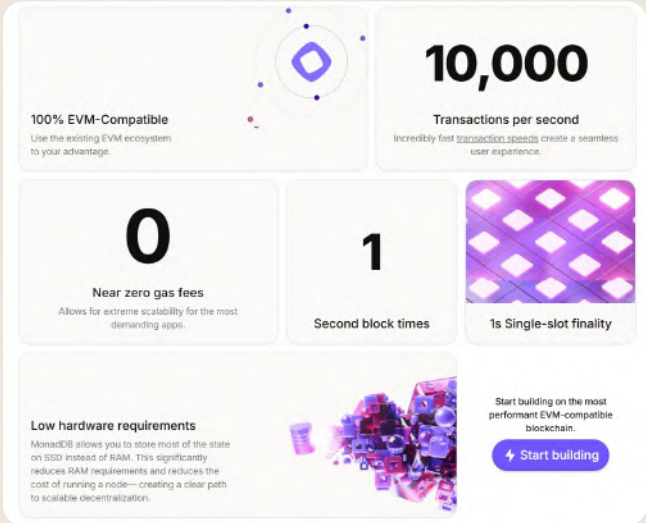 100% EVM-Compatible
Use the existing EVM ecosystem
to your advantage.
10,000
Transactions per second
Incredibly fast transaction speeds create a seamless
user experience.
0
Near zero gas fees
Allows for extreme scalability for the most
demanding apps.
1
Second block times
1s Single-slot finality
Low hardware requirements
MonadDB allows you to store most of the state
on SSD instead of RAM. This significantly
reduces RAM requirements and reduces the
cost of running a node— creating a clear path
to scalable decentralization.
Start building on the most
performant EVM-compatible
blockchain.
Start building